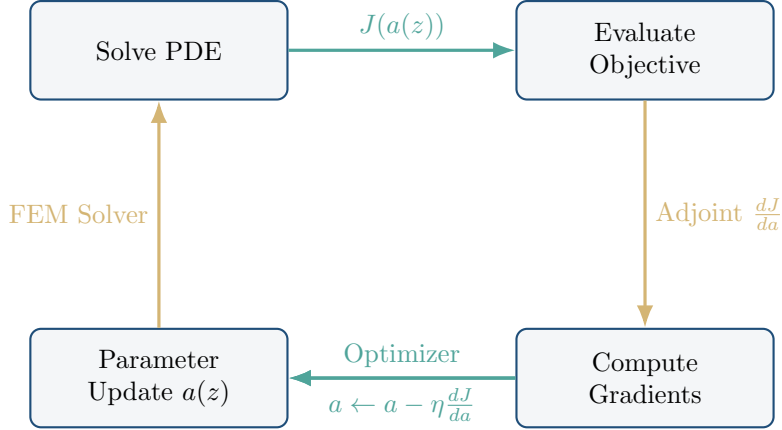 Solve PDE
J(a(z))
Evaluate
Objective
FEM Solver
Adjoint dJ/da
Parameter
Update a(z)
Optimizer
a ← a − η dJ/da
Compute
Gradients